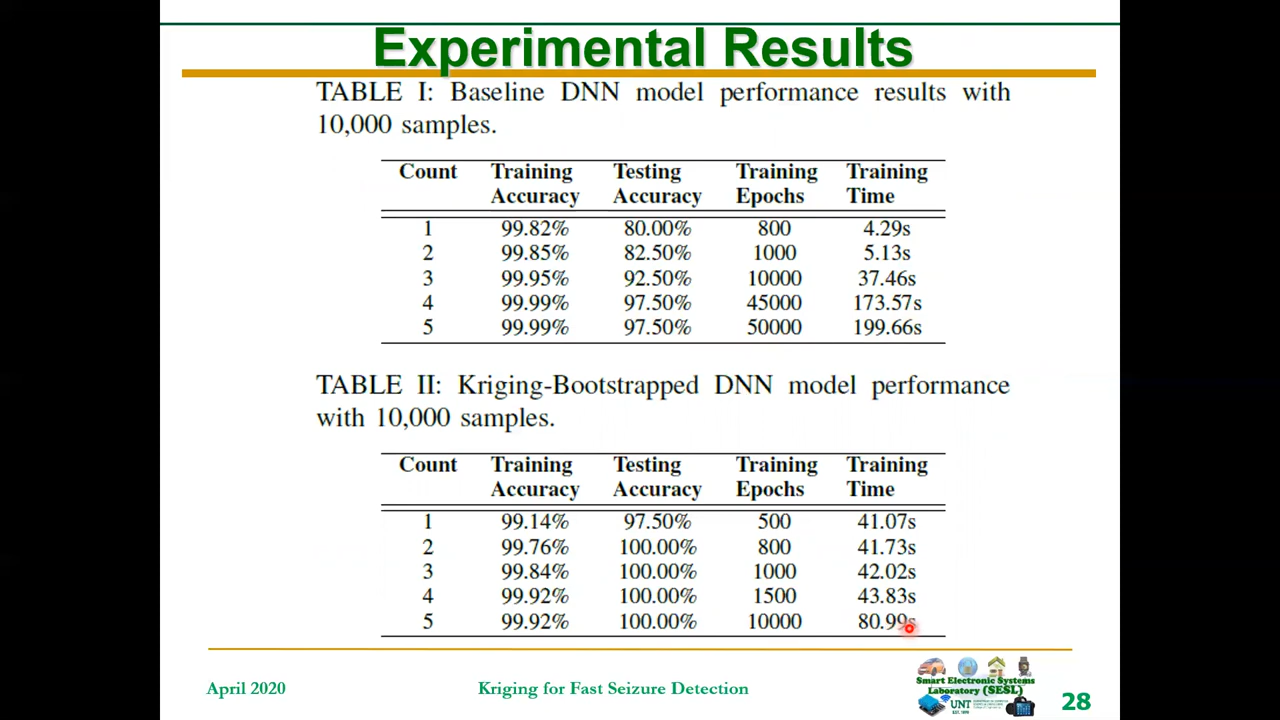 Experimental Results
TABLE I: Baseline DNN model performance results with
10,000 samples.
Count Training Accuracy Testing Accuracy Training Epochs Training Time
1 99.82% 80.00% 800 4.29s
2 99.85% 82.50% 1000 5.13s
3 99.95% 92.50% 10000 37.46s
4 99.99% 97.50% 45000 173.57s
5 99.99% 97.50% 50000 199.66s
TABLE II: Kriging-Bootstrapped DNN model performance
with 10,000 samples.
Count Training Accuracy Testing Accuracy Training Epochs Training Time
1 99.14% 97.50% 500 41.07s
2 99.76% 100.00% 800 41.73s
3 99.84% 100.00% 1000 42.02s
4 99.92% 100.00% 1500 43.83s
5 99.92% 100.00% 10000 80.99s
April 2020 Kriging for Fast Seizure Detection
Smart Electronic Systems
Laboratory (SESL)
UNT
28